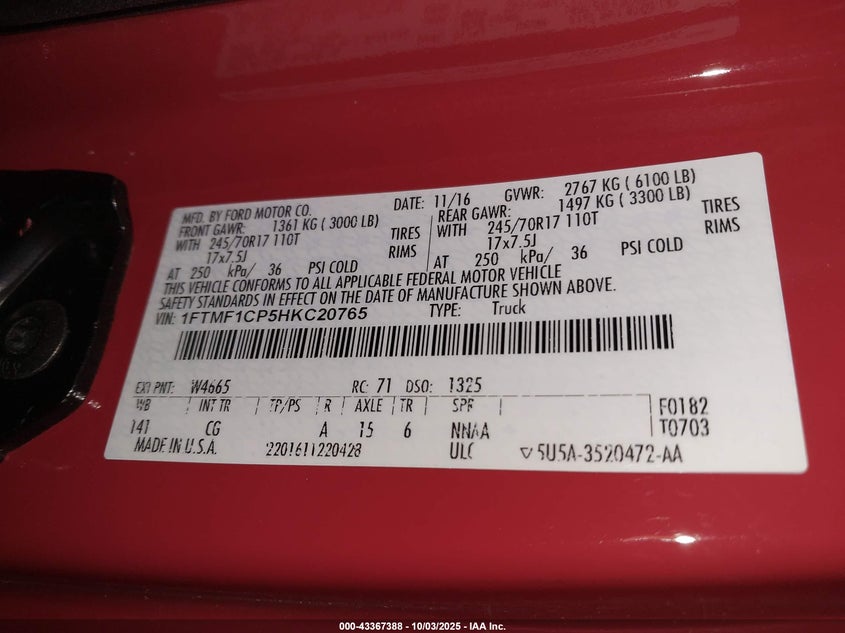 MFD. BY FORD MOTOR CO. DATE: 11/16 GVWR: 2767 KG ( 6100 LB)
FRONT GAWR: 1361 KG ( 3000 LB) REAR GAWR: 1497 KG ( 3300 LB)
WITH 245/70R17 110T TIRES WITH 245/70R17 110T TIRES
17x7.5J RIMS 17x7.5J RIMS
AT 250 kPa/ 36 PSI COLD AT 250 kPa/ 36 PSI COLD
THIS VEHICLE CONFORMS TO ALL APPLICABLE FEDERAL MOTOR VEHICLE
SAFETY STANDARDS IN EFFECT ON THE DATE OF MANUFACTURE SHOWN ABOVE.
VIN: 1FTMF1CP5HKC20765 TYPE: Truck
EXT PNT: W4665 RC: 71 DSO: 1325
WB INT TR TP/PS R AXLE TR SPR F0182
141 CG A 15 6 NNAA T0703
MADE IN U.S.A. 2201611220428 ULC ▽ 5U5A-3520472-AA
000-43367388 - 10/03/2025 - IAA Inc.